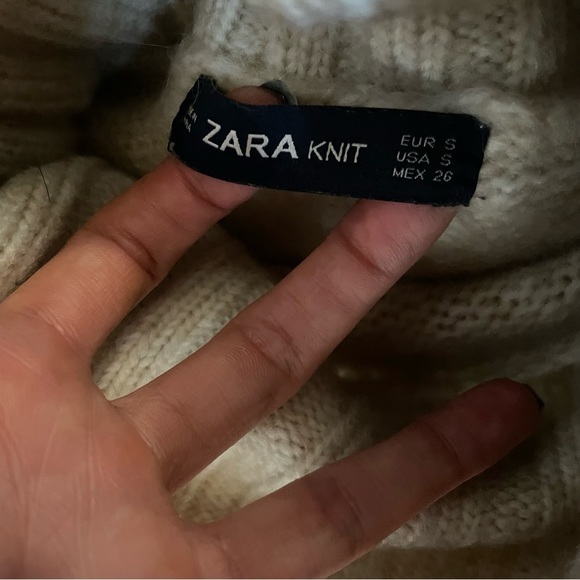 ZARA KNIT
EUR S
USA S
MEX 26